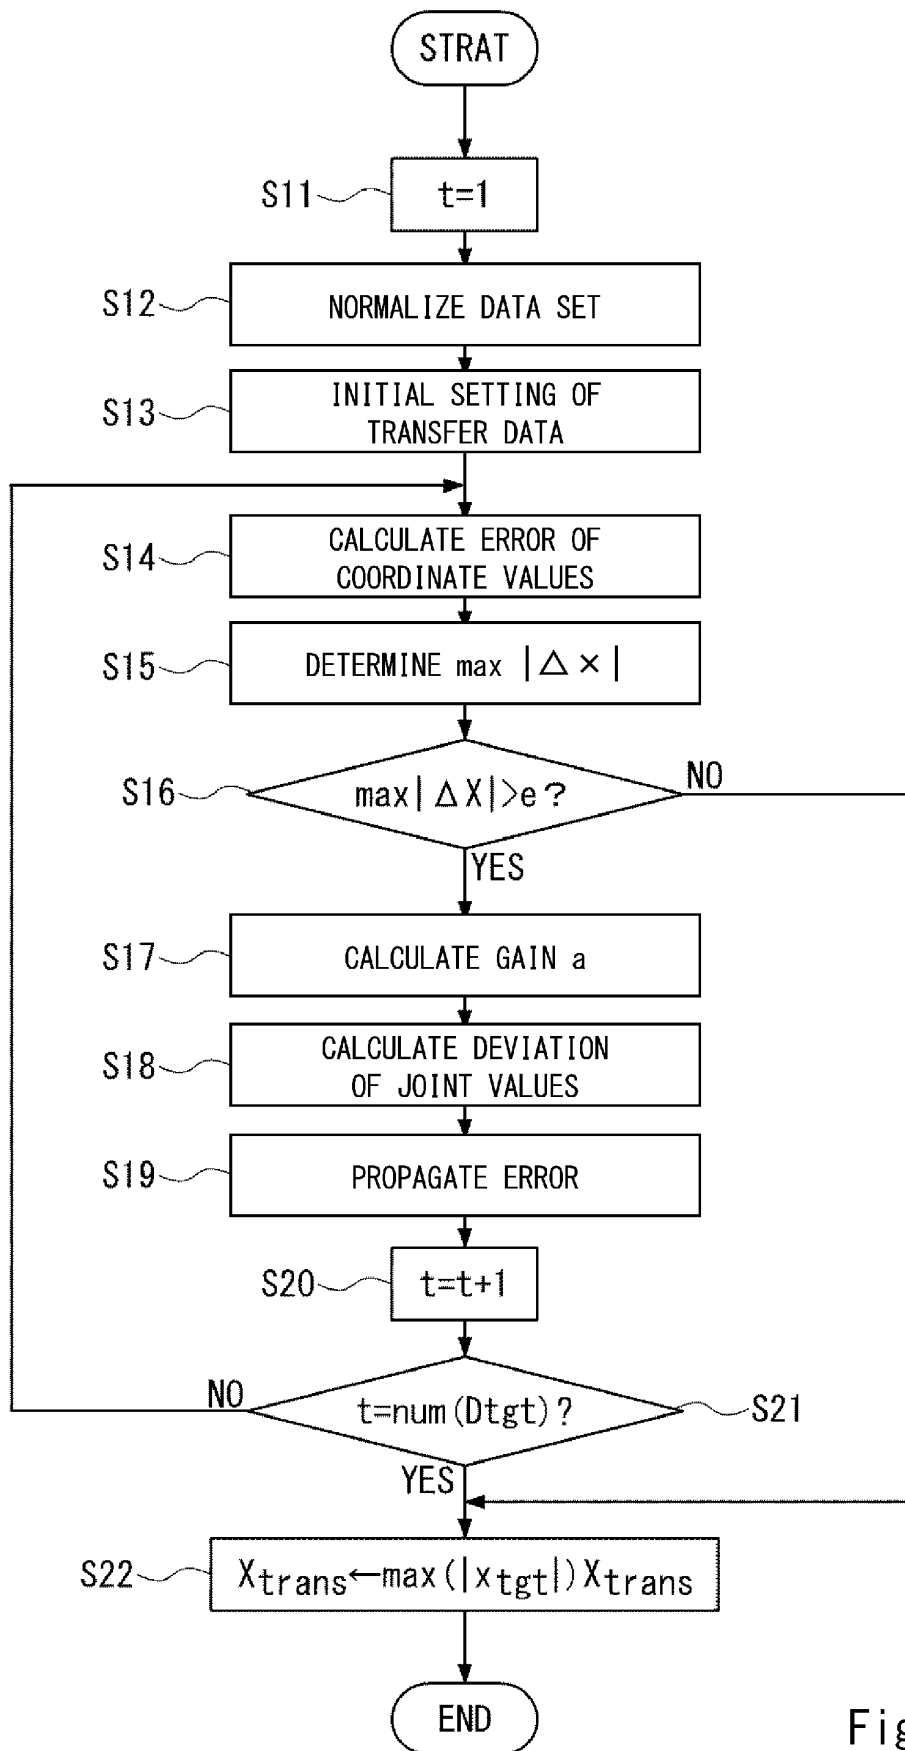 STRAT
S11
t=1
S12
NORMALIZE DATA SET
S13
INITIAL SETTING OF
TRANSFER DATA
S14
CALCULATE ERROR OF
COORDINATE VALUES
S15
DETERMINE max |△×|
S16
max|ΔX|>e?
NO
YES
S17
CALCULATE GAIN a
S18
CALCULATE DEVIATION
OF JOINT VALUES
S19
PROPAGATE ERROR
S20
t=t+1
NO
t=num(Dtgt)?
S21
YES
S22
Xtrans←max(|xtgt|)Xtrans
END
Fig